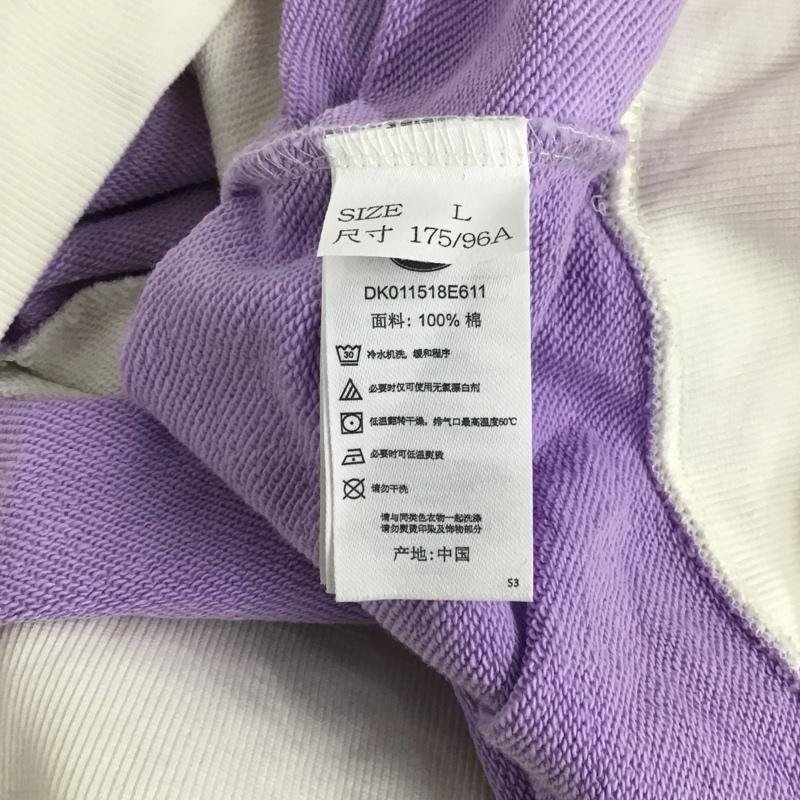 SIZE L
尺寸 175/96A
DK011518E611
面料: 100% 棉
30 冷水机洗，缓和程序
必要时仅可使用无氯漂白剂
低温翻转干燥，排气口最高温度60℃
必要时可低温熨烫
请勿干洗
请与同类色衣物一起洗涤
请勿熨烫印染及饰物部分
产地:中国
S3